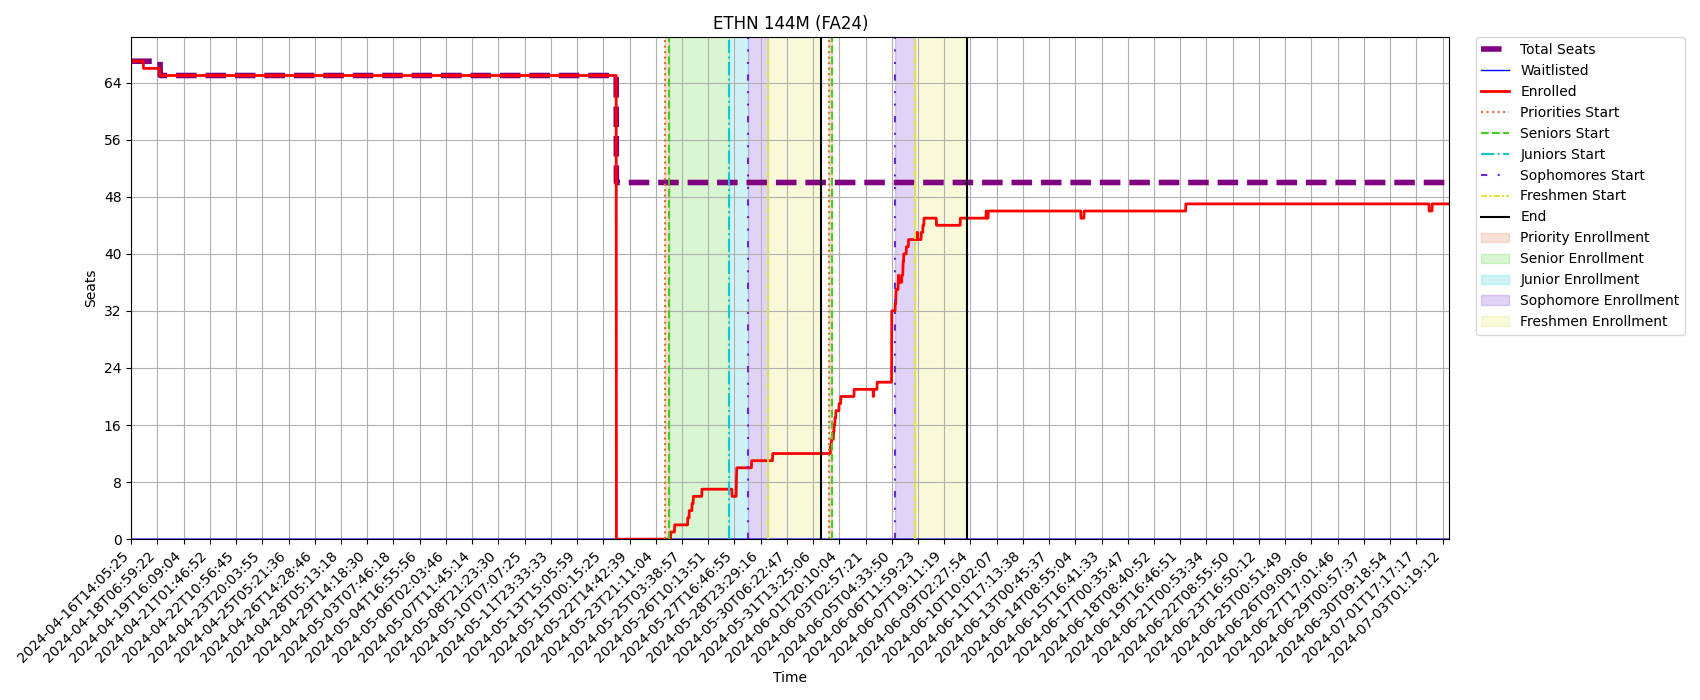 ETHN 144M (FA24)
Total Seats
Waitlisted
Enrolled
Priorities Start
Seniors Start
Juniors Start
Sophomores Start
Freshmen Start
End
Priority Enrollment
Senior Enrollment
Junior Enrollment
Sophomore Enrollment
Freshmen Enrollment
Seats
64
56
48
40
32
24
16
8
0
2024-04-16T14:05:25
2024-04-18T06:59:22
2024-04-19T16:09:04
2024-04-21T01:46:52
2024-04-22T10:56:45
2024-04-23T20:03:55
2024-04-25T05:21:36
2024-04-26T14:28:46
2024-04-28T05:13:18
2024-04-29T14:18:30
2024-05-03T07:46:18
2024-05-04T16:55:56
2024-05-06T02:03:46
2024-05-07T11:45:14
2024-05-08T21:23:30
2024-05-10T07:07:25
2024-05-11T23:33:33
2024-05-13T15:05:59
2024-05-15T00:15:25
2024-05-22T14:42:39
2024-05-23T21:11:04
2024-05-25T03:38:57
2024-05-26T10:13:51
2024-05-27T16:46:55
2024-05-28T23:29:16
2024-05-30T06:22:47
2024-05-31T13:25:06
2024-06-01T20:10:04
2024-06-03T02:57:21
2024-06-05T04:33:50
2024-06-06T11:59:23
2024-06-07T19:11:19
2024-06-09T02:27:54
2024-06-10T10:02:07
2024-06-11T17:13:38
2024-06-13T00:45:37
2024-06-14T08:55:04
2024-06-15T16:41:33
2024-06-17T00:35:47
2024-06-18T08:40:52
2024-06-19T16:46:51
2024-06-21T00:53:34
2024-06-22T08:55:50
2024-06-23T16:50:12
2024-06-25T00:51:49
2024-06-26T09:09:06
2024-06-27T17:01:46
2024-06-29T00:57:37
2024-06-30T09:18:54
2024-07-01T17:17:17
2024-07-03T01:19:12
Time